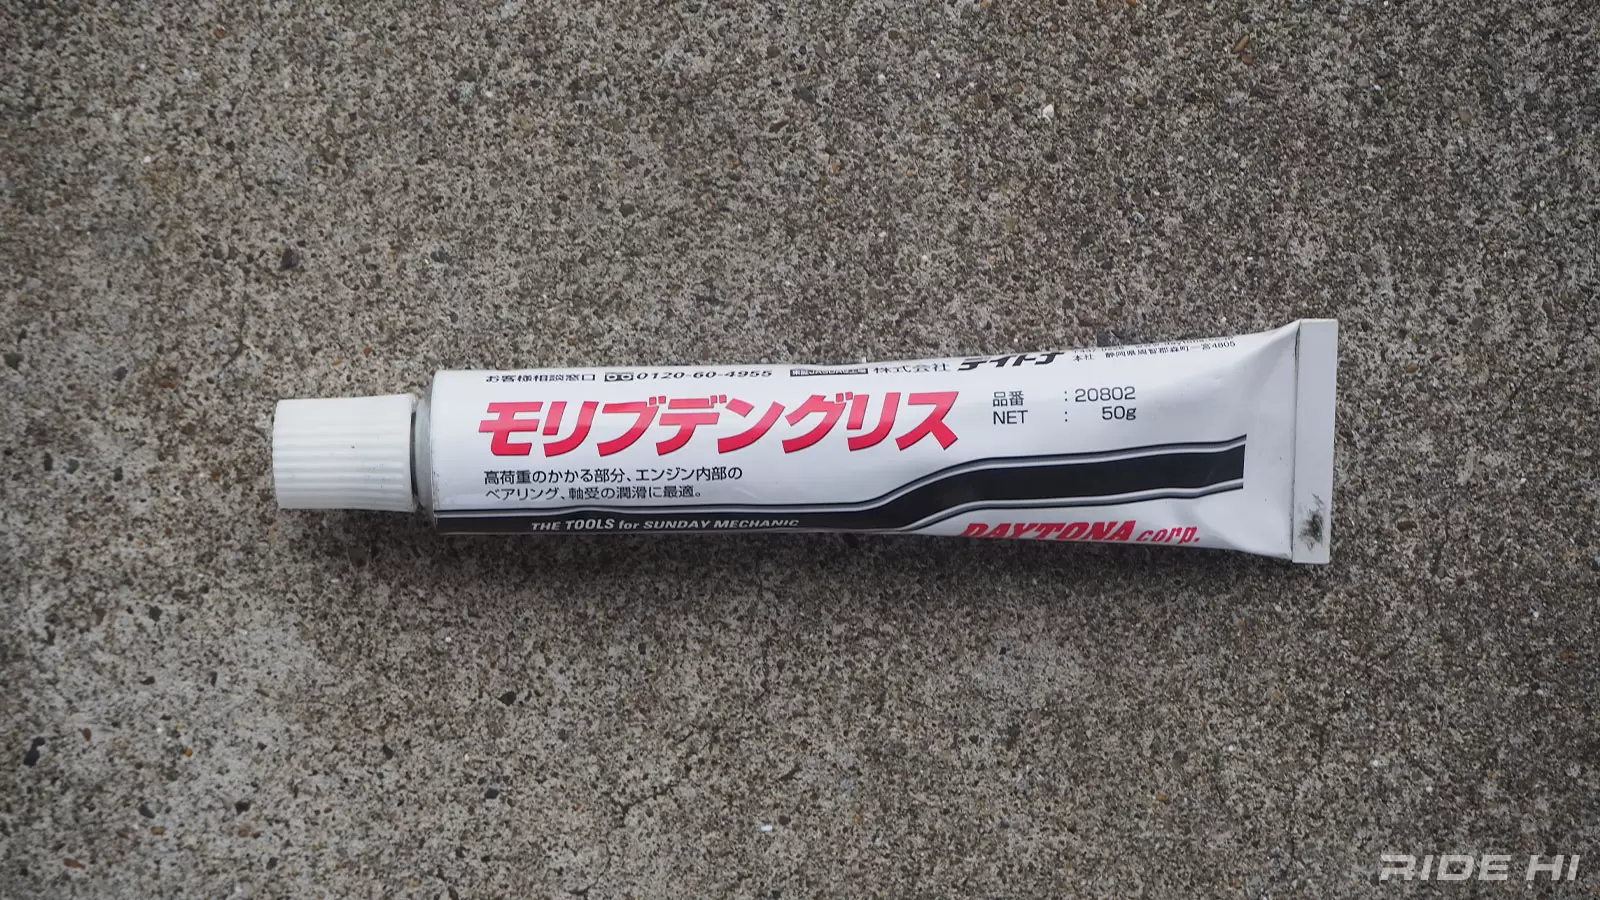 お客様相談窓口 0120-60-4955
株式会社 デイトナ
本社 静岡県周智郡森町一宮4805
モリブデングリス
品番 : 20802
NET : 50g
高荷重のかかる部分、エンジン内部の
ベアリング、軸受の潤滑に最適。
THE TOOLS for SUNDAY MECHANIC
DAYTONA corp.
RIDE HI